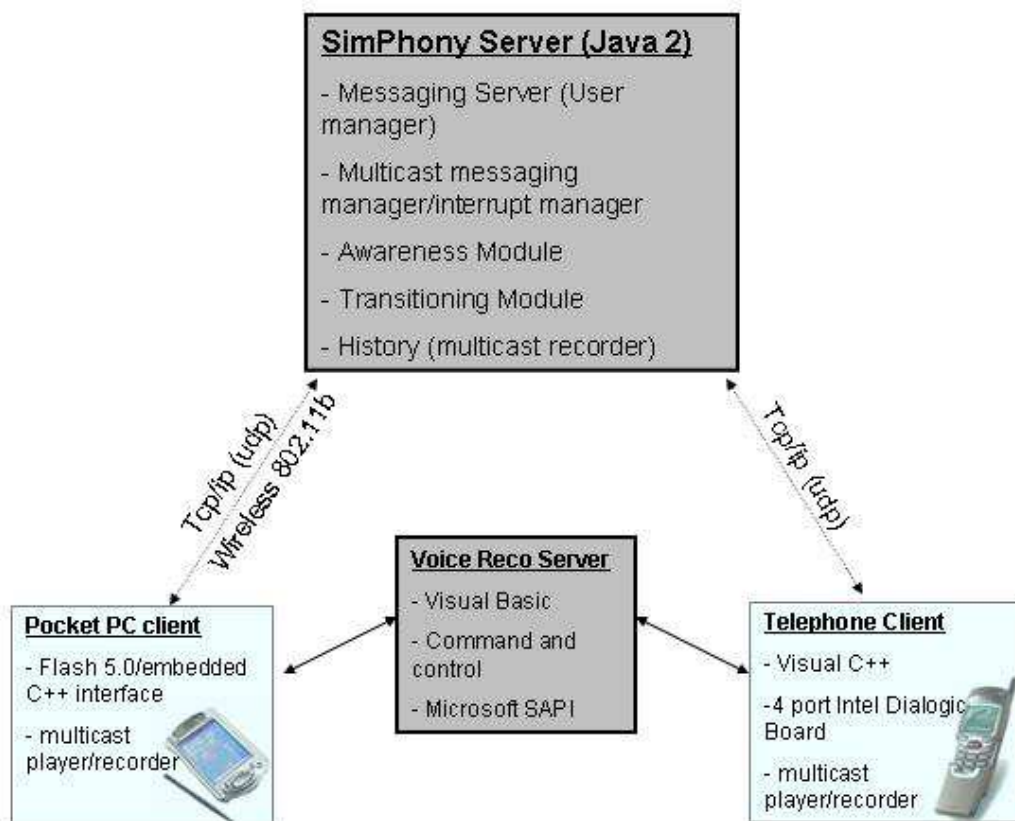 SimPhony Server (Java 2)
- Messaging Server (User
manager)
- Multicast messaging
manager/interrupt manager
- Awareness Module
- Transitioning Module
- History (multicast recorder)
Tcp/ip (udp)
Wireless 802.11b
Tcp/ip (udp)
Voice Reco Server
- Visual Basic
- Command and
control
- Microsoft SAPI
Pocket PC client
- Flash 5.0/embedded
C++ interface
- multicast
player/recorder
Telephone Client
- Visual C++
-4 port Intel Dialogic
Board
- multicast
player/recorder